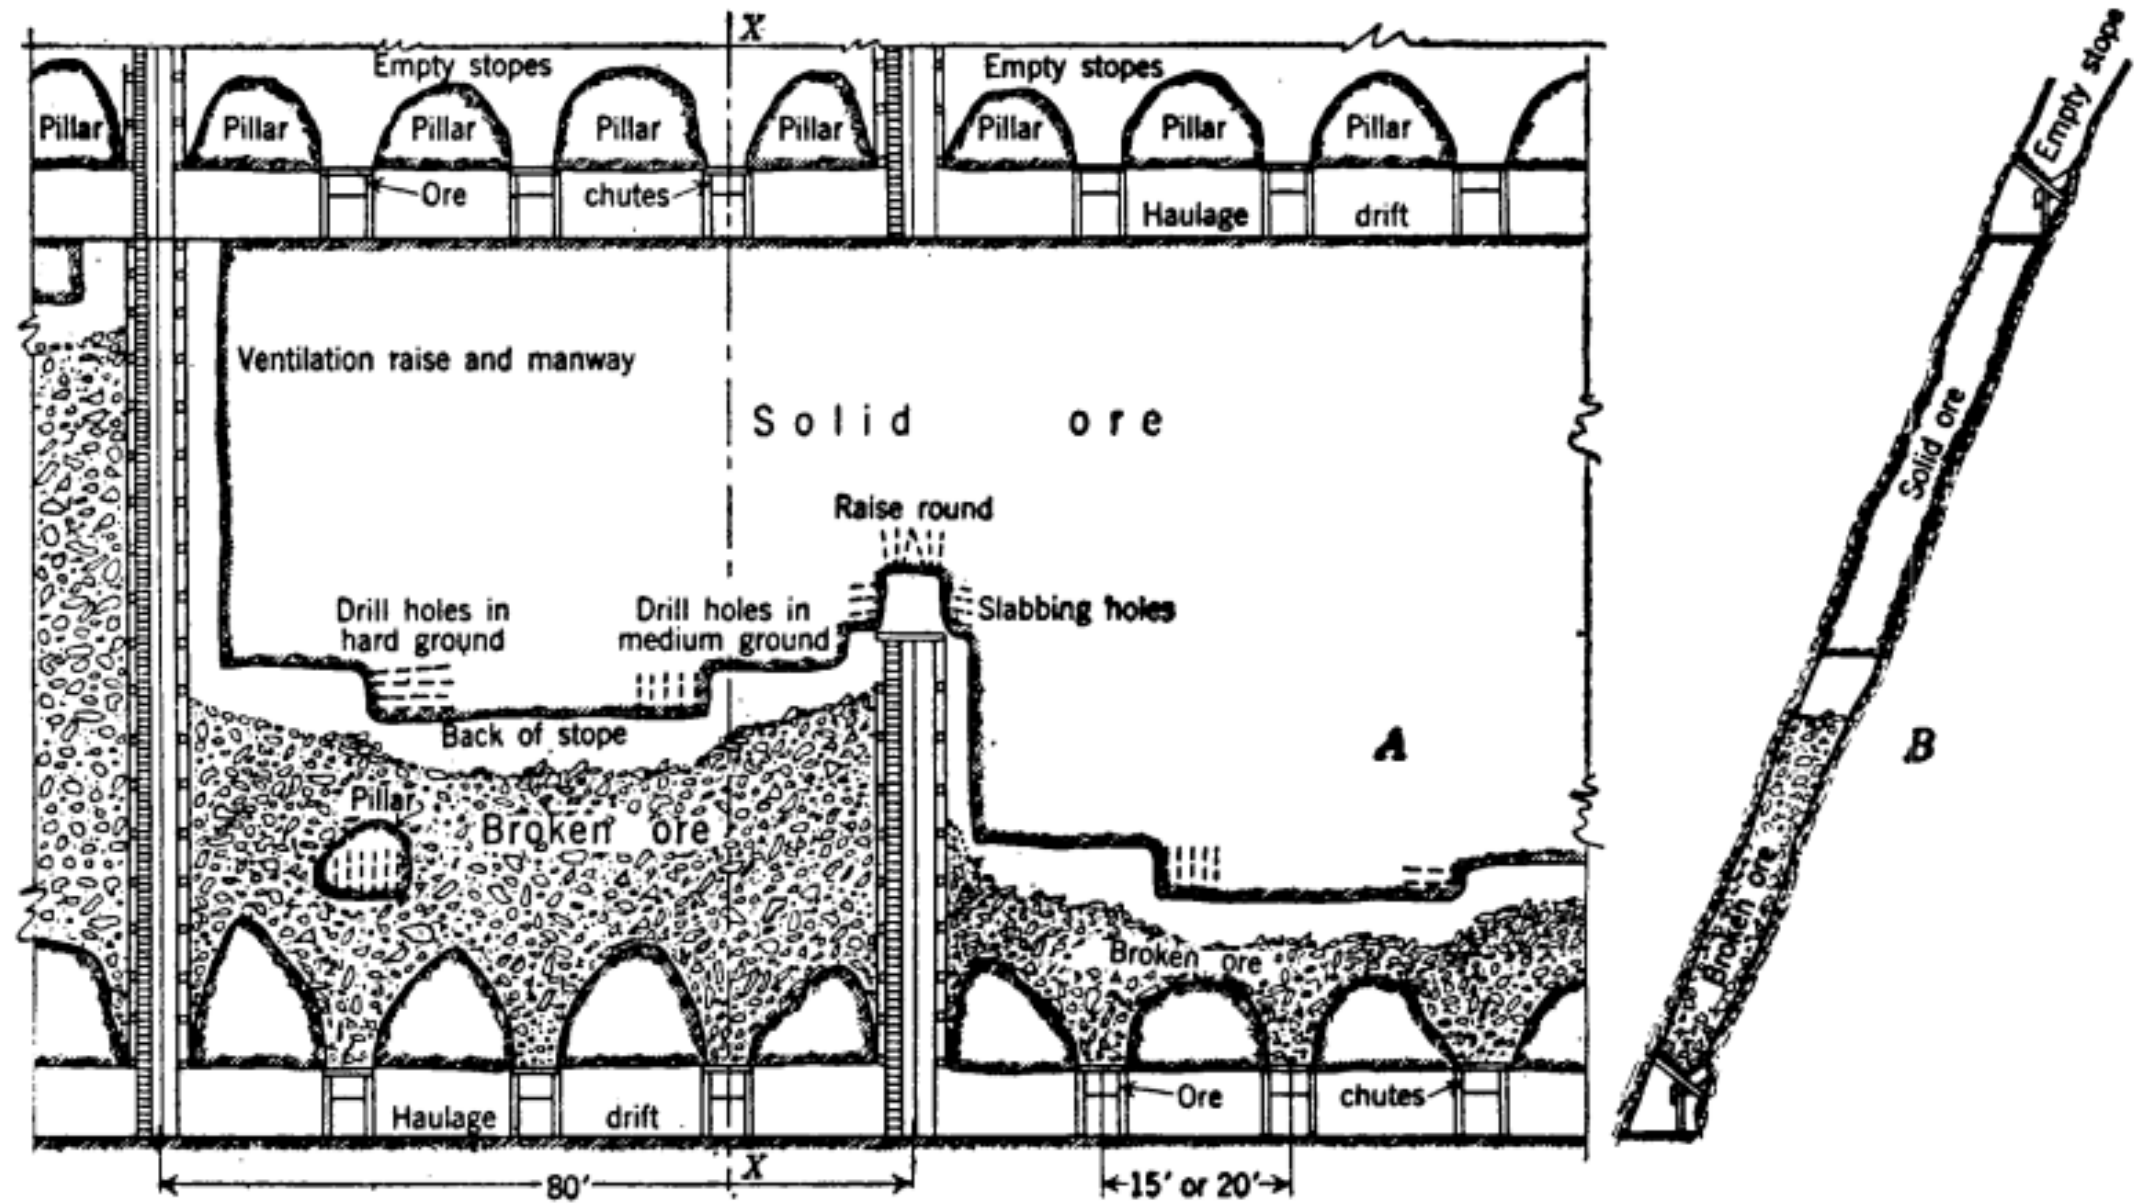 X
Empty stopes
Empty stopes
Pillar
Pillar
Pillar
Pillar
Pillar
Pillar
Pillar
Pillar
Ore
chutes
Haulage
drift
Empty stope
Ventilation raise and manway
Solid ore
Solid ore
Raise round
Drill holes in
hard ground
Drill holes in
medium ground
Slabbing holes
Back of stope
A
B
Pillar
Broken ore
Broken ore
Broken ore
Haulage
drift
Ore
chutes
X
80'
15' or 20'